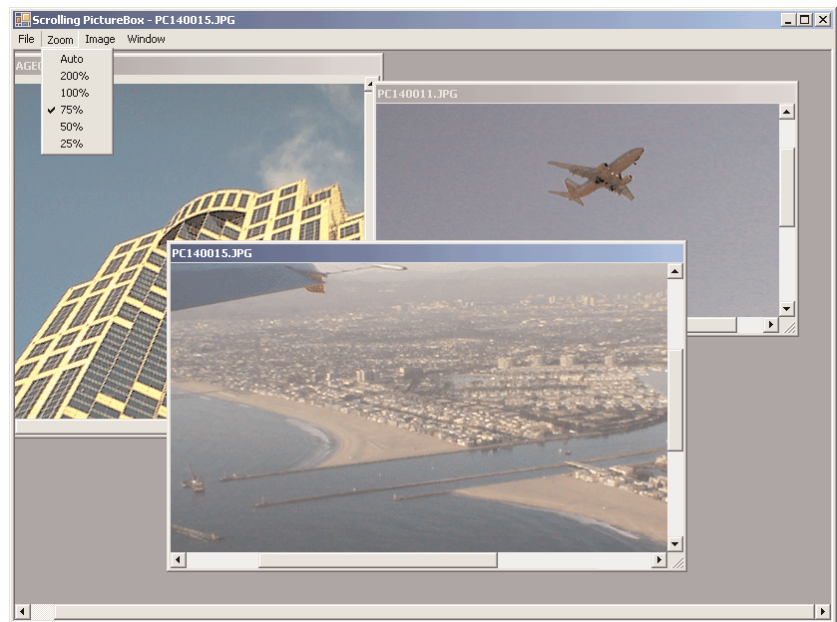 Scrolling PictureBox - PC140015.JPG
File Zoom Image Window
Auto
200%
100%
75%
50%
25%
PC140011.JPG
PC140015.JPG